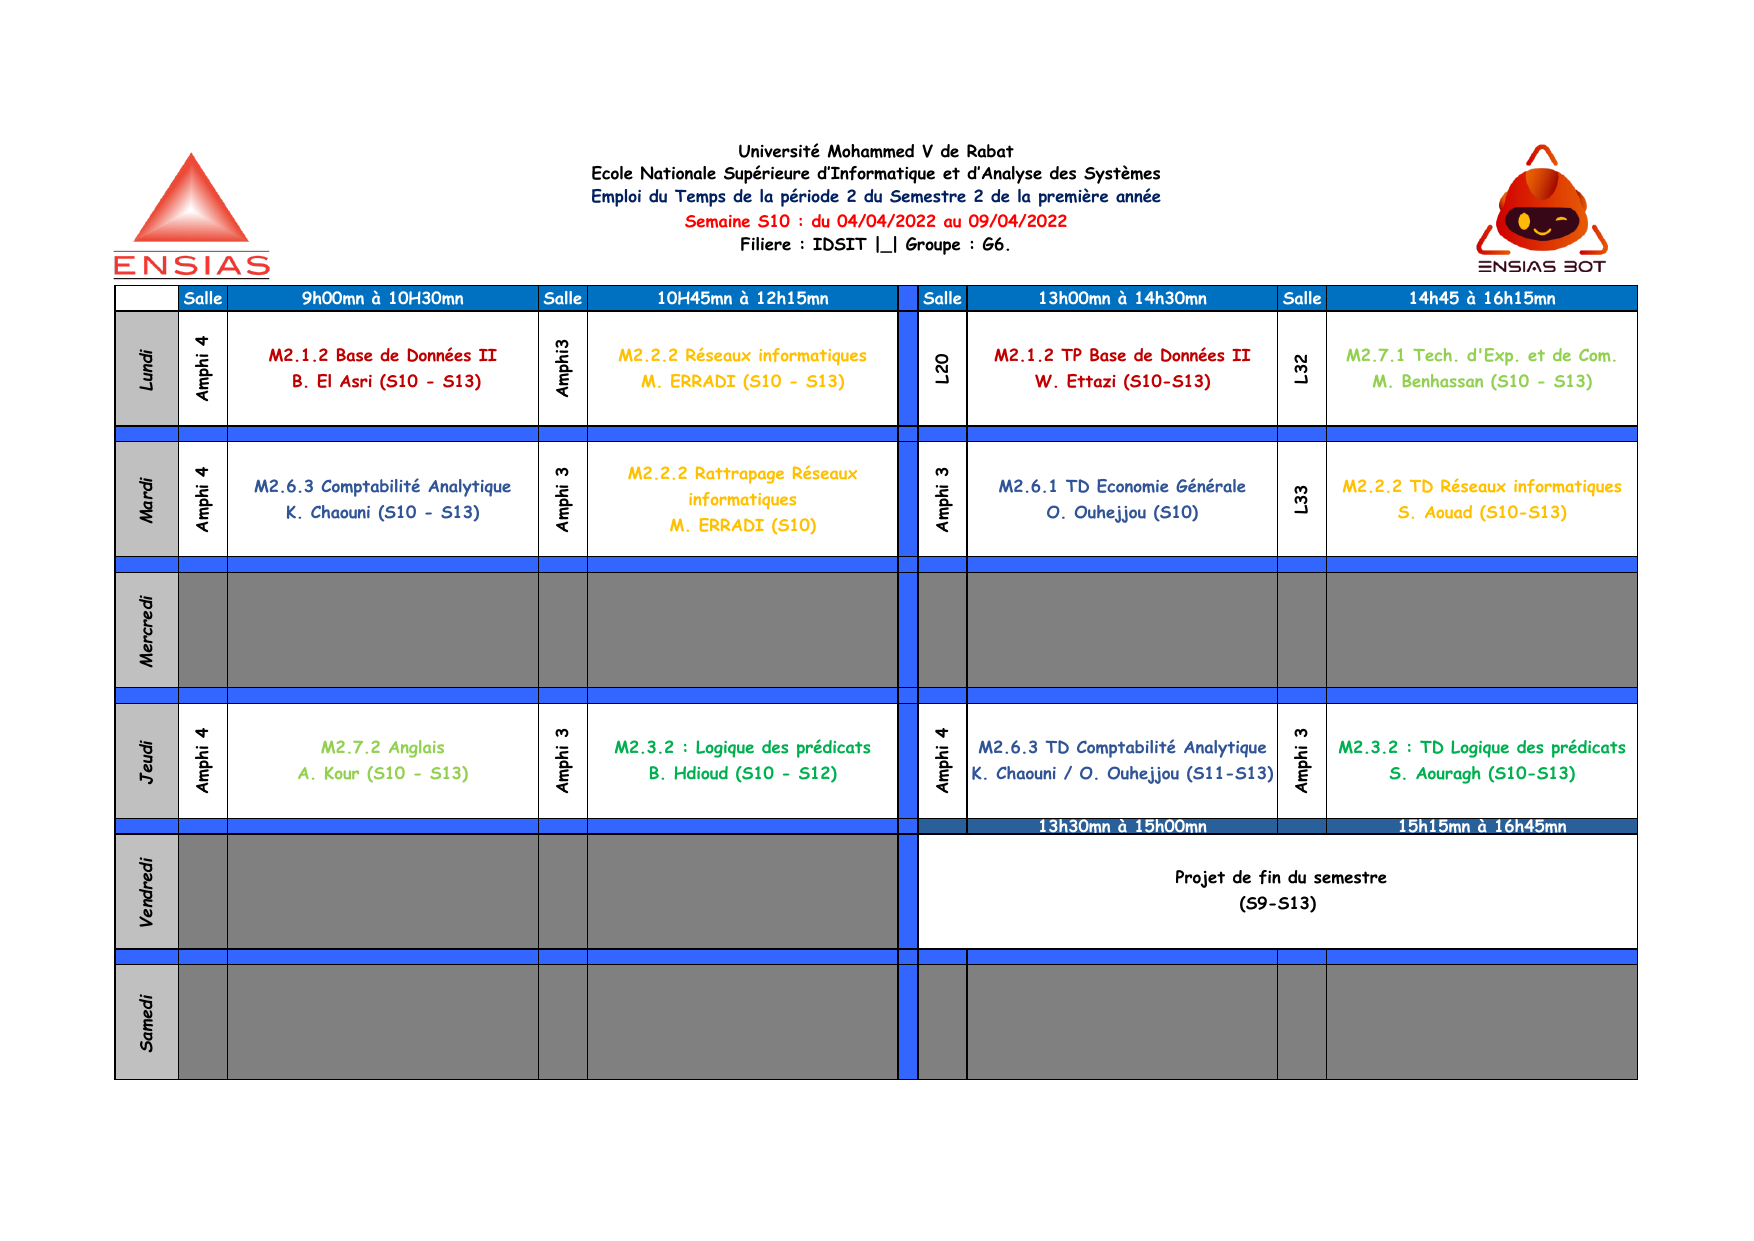 Université Mohammed V de Rabat
Ecole Nationale Supérieure d’Informatique et d’Analyse des Systèmes
Emploi du Temps de la période 2 du Semestre 2 de la première année
Semaine S10 : du 04/04/2022 au 09/04/2022
Filiere : IDSIT |_| Groupe : G6.
ENSIAS
ENSIAS BOT
Salle 9h00mn à 10H30mn Salle 10H45mn à 12h15mn Salle 13h00mn à 14h30mn Salle 14h45 à 16h15mn
Lundi
Amphi 4
M2.1.2 Base de Données II
B. El Asri (S10 - S13)
Amphi3
M2.2.2 Réseaux informatiques
M. ERRADI (S10 - S13)
L20
M2.1.2 TP Base de Données II
W. Ettazi (S10-S13)
L32
M2.7.1 Tech. d'Exp. et de Com.
M. Benhassan (S10 - S13)
Mardi
Amphi 4
M2.6.3 Comptabilité Analytique
K. Chaouni (S10 - S13)
Amphi 3
M2.2.2 Rattrapage Réseaux
informatiques
M. ERRADI (S10)
Amphi 3
M2.6.1 TD Economie Générale
O. Ouhejjou (S10)
L33
M2.2.2 TD Réseaux informatiques
S. Aouad (S10-S13)
Mercredi
Jeudi
Amphi 4
M2.7.2 Anglais
A. Kour (S10 - S13)
Amphi 3
M2.3.2 : Logique des prédicats
B. Hdioud (S10 - S12)
Amphi 4
M2.6.3 TD Comptabilité Analytique
K. Chaouni / O. Ouhejjou (S11-S13)
Amphi 3
M2.3.2 : TD Logique des prédicats
S. Aouragh (S10-S13)
13h30mn à 15h00mn 15h15mn à 16h45mn
Vendredi
Projet de fin du semestre
(S9-S13)
Samedi